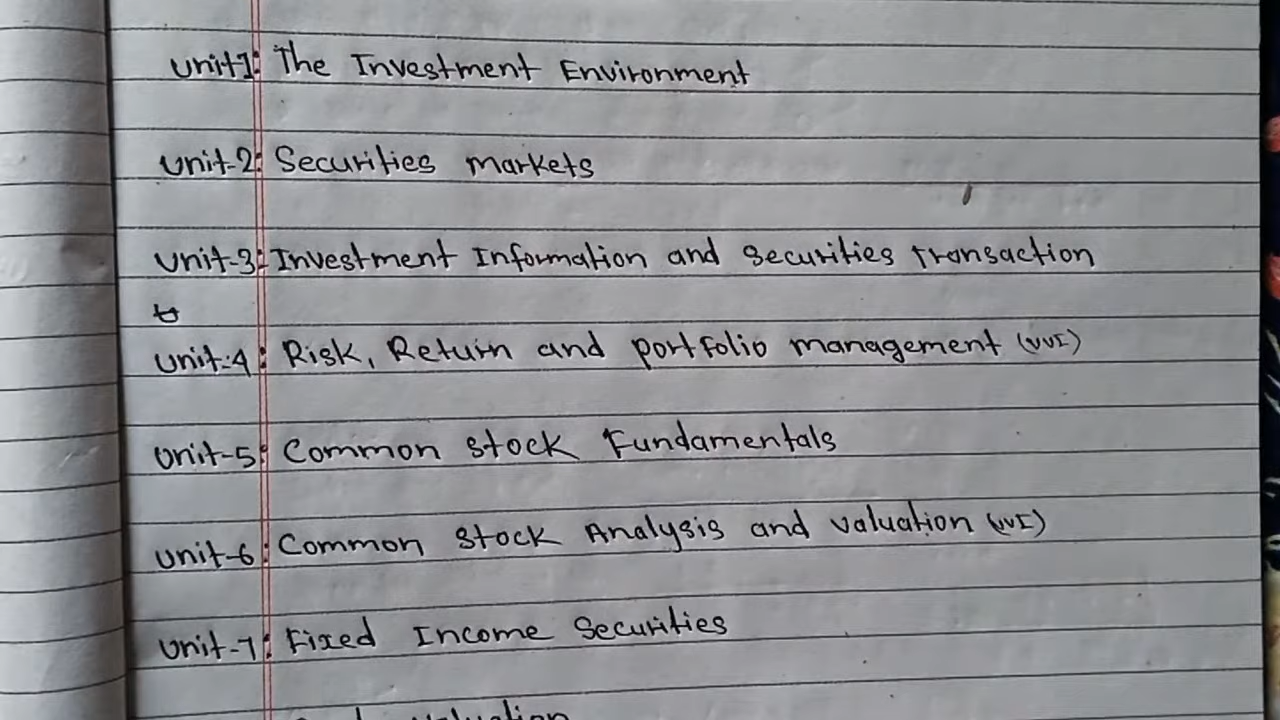 Unit1: The Investment Environment
Unit-2: Securities markets
Unit-3: Investment Information and Securities transaction
Unit-4: Risk, Return and portfolio management (VVI)
Unit-5: Common stock Fundamentals
Unit-6: Common stock Analysis and valuation (VVI)
Unit-7: Fixed Income Securities